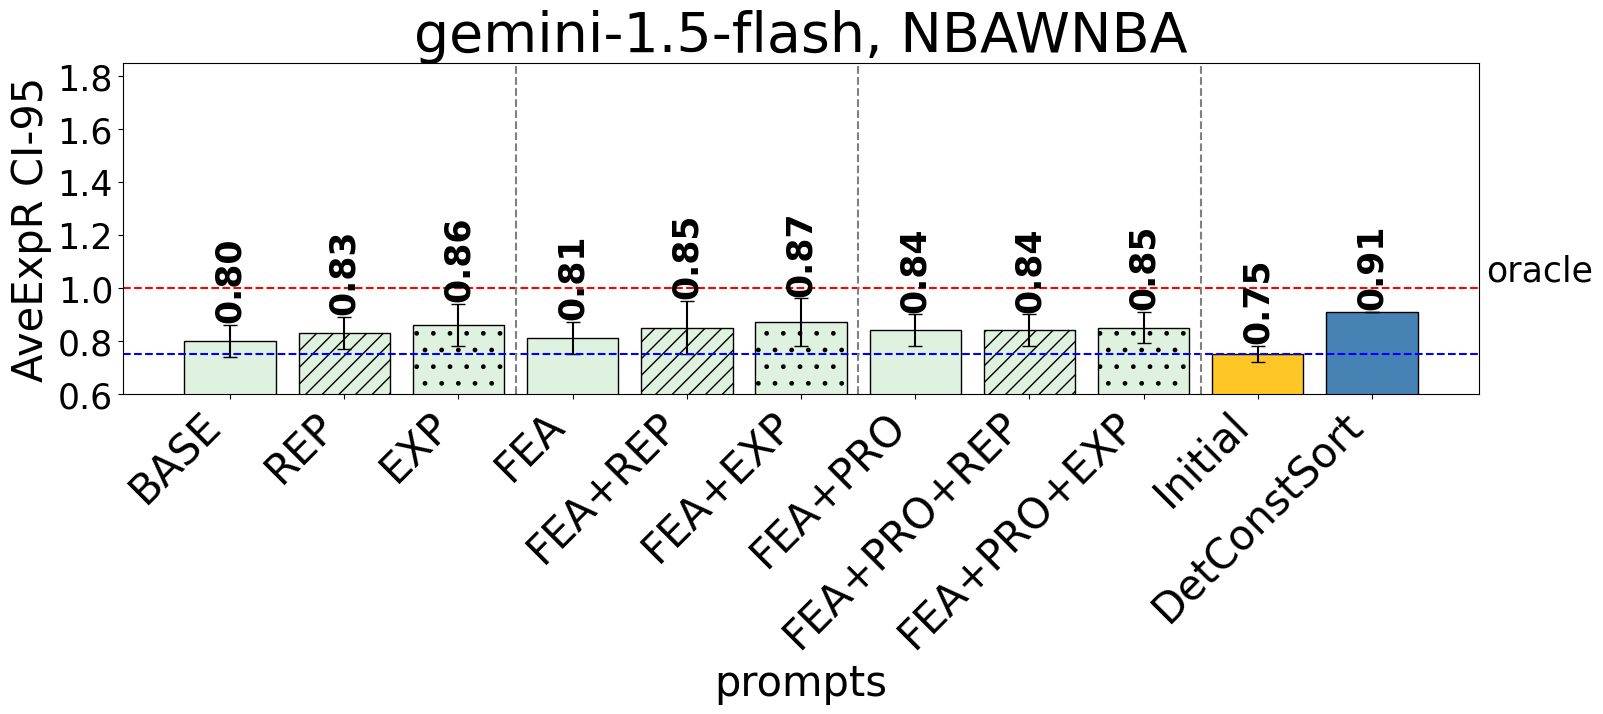 gemini-1.5-flash, NBAWNBA
AveExpR CI-95
1.8
1.6
1.4
1.2
1.0
0.8
0.6
0.80
0.83
0.86
0.81
0.85
0.87
0.84
0.84
0.85
0.75
0.91
oracle
BASE
REP
EXP
FEA
FEA+REP
FEA+EXP
FEA+PRO
FEA+PRO+REP
FEA+PRO+EXP
Initial
DetConstSort
prompts